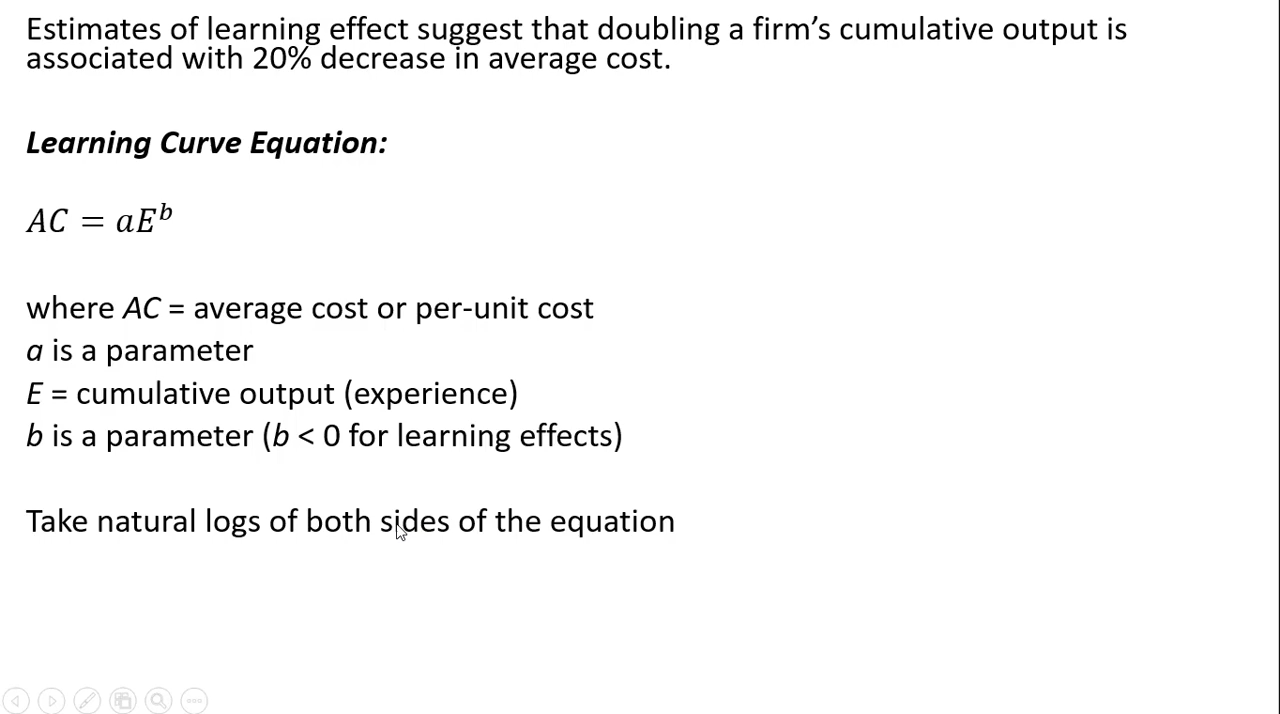 Estimates of learning effect suggest that doubling a firm’s cumulative output is
associated with 20% decrease in average cost.
Learning Curve Equation:
AC = aE^b
where AC = average cost or per-unit cost
a is a parameter
E = cumulative output (experience)
b is a parameter (b < 0 for learning effects)
Take natural logs of both sides of the equation